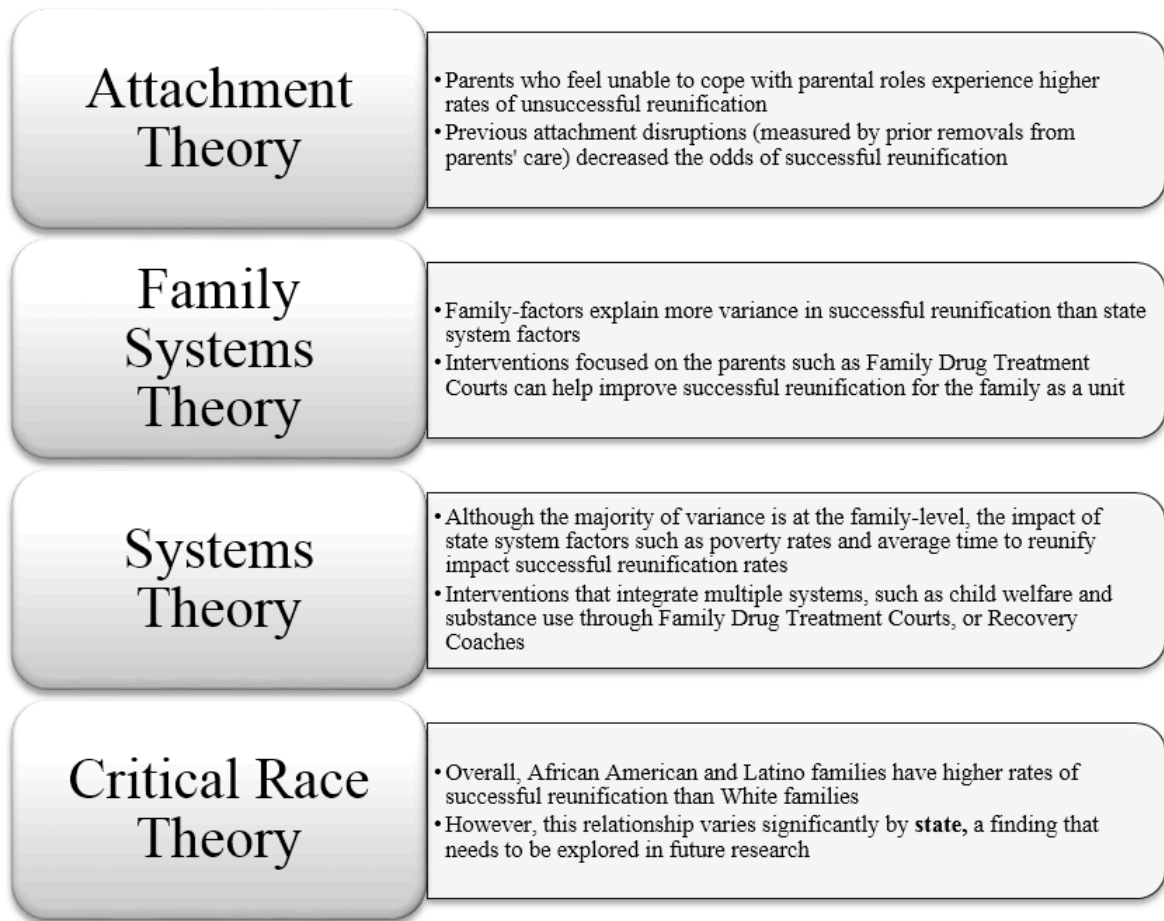 Attachment
Theory
• Parents who feel unable to cope with parental roles experience higher
rates of unsuccessful reunification
• Previous attachment disruptions (measured by prior removals from
parents' care) decreased the odds of successful reunification
Family
Systems
Theory
• Family-factors explain more variance in successful reunification than state
system factors
• Interventions focused on the parents such as Family Drug Treatment
Courts can help improve successful reunification for the family as a unit
Systems
Theory
• Although the majority of variance is at the family-level, the impact of
state system factors such as poverty rates and average time to reunify
impact successful reunification rates
• Interventions that integrate multiple systems, such as child welfare and
substance use through Family Drug Treatment Courts, or Recovery
Coaches
Critical Race
Theory
• Overall, African American and Latino families have higher rates of
successful reunification than White families
• However, this relationship varies significantly by state, a finding that
needs to be explored in future research